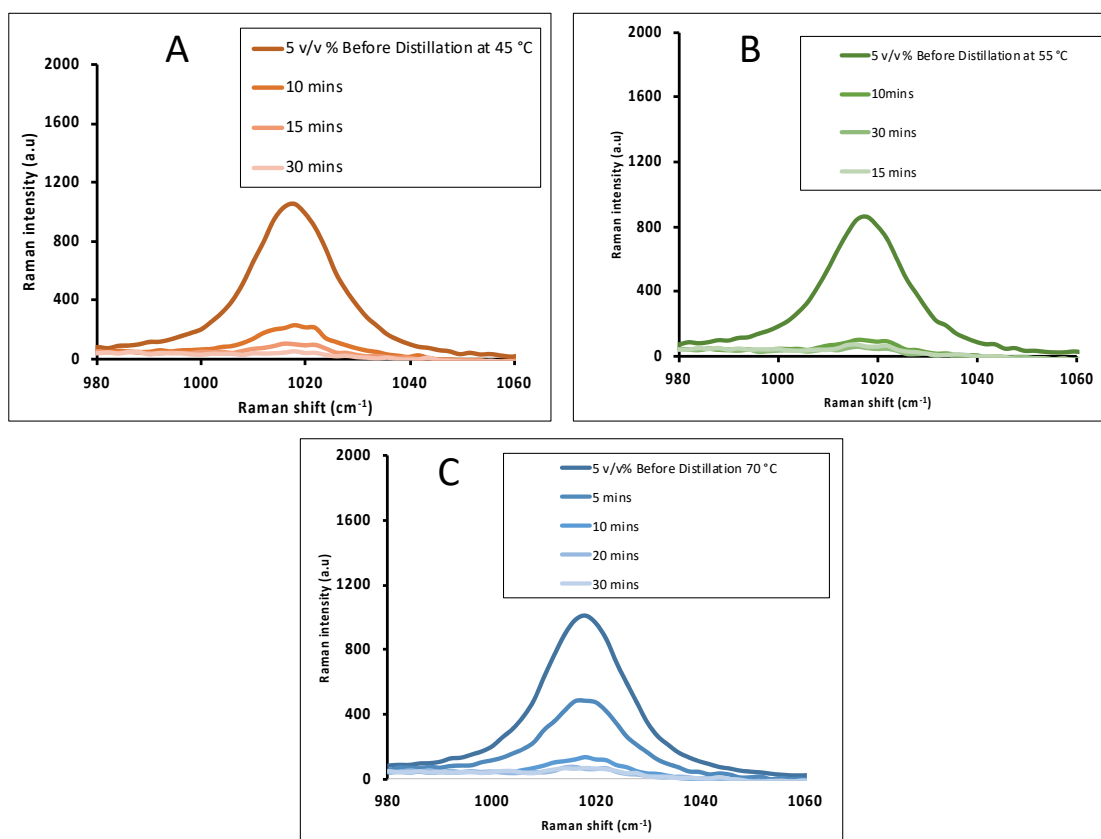 A
5 v/v % Before Distillation at 45 °C
10 mins
15 mins
30 mins
2000
1600
1200
800
400
0
Raman intensity (a.u)
980
1000
1020
1040
1060
Raman shift (cm-1)
B
5 v/v % Before Distillation at 55 °C
10mins
30 mins
15 mins
2000
1600
1200
800
400
0
Raman intensity (a.u)
980
1000
1020
1040
1060
Raman shift (cm-1)
C
5 v/v% Before Distillation 70 °C
5 mins
10 mins
20 mins
30 mins
2000
1600
1200
800
400
0
Raman intensity (a.u)
980
1000
1020
1040
1060
Raman shift (cm-1)